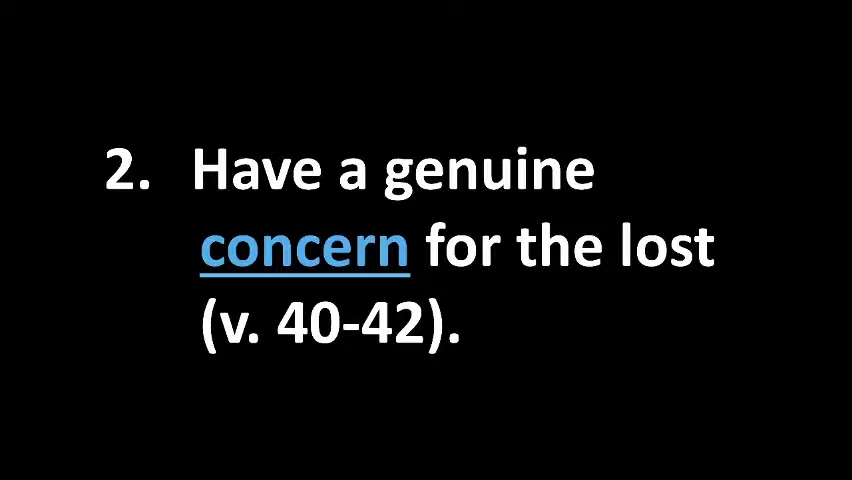 2. Have a genuine
concern for the lost
(v. 40-42).